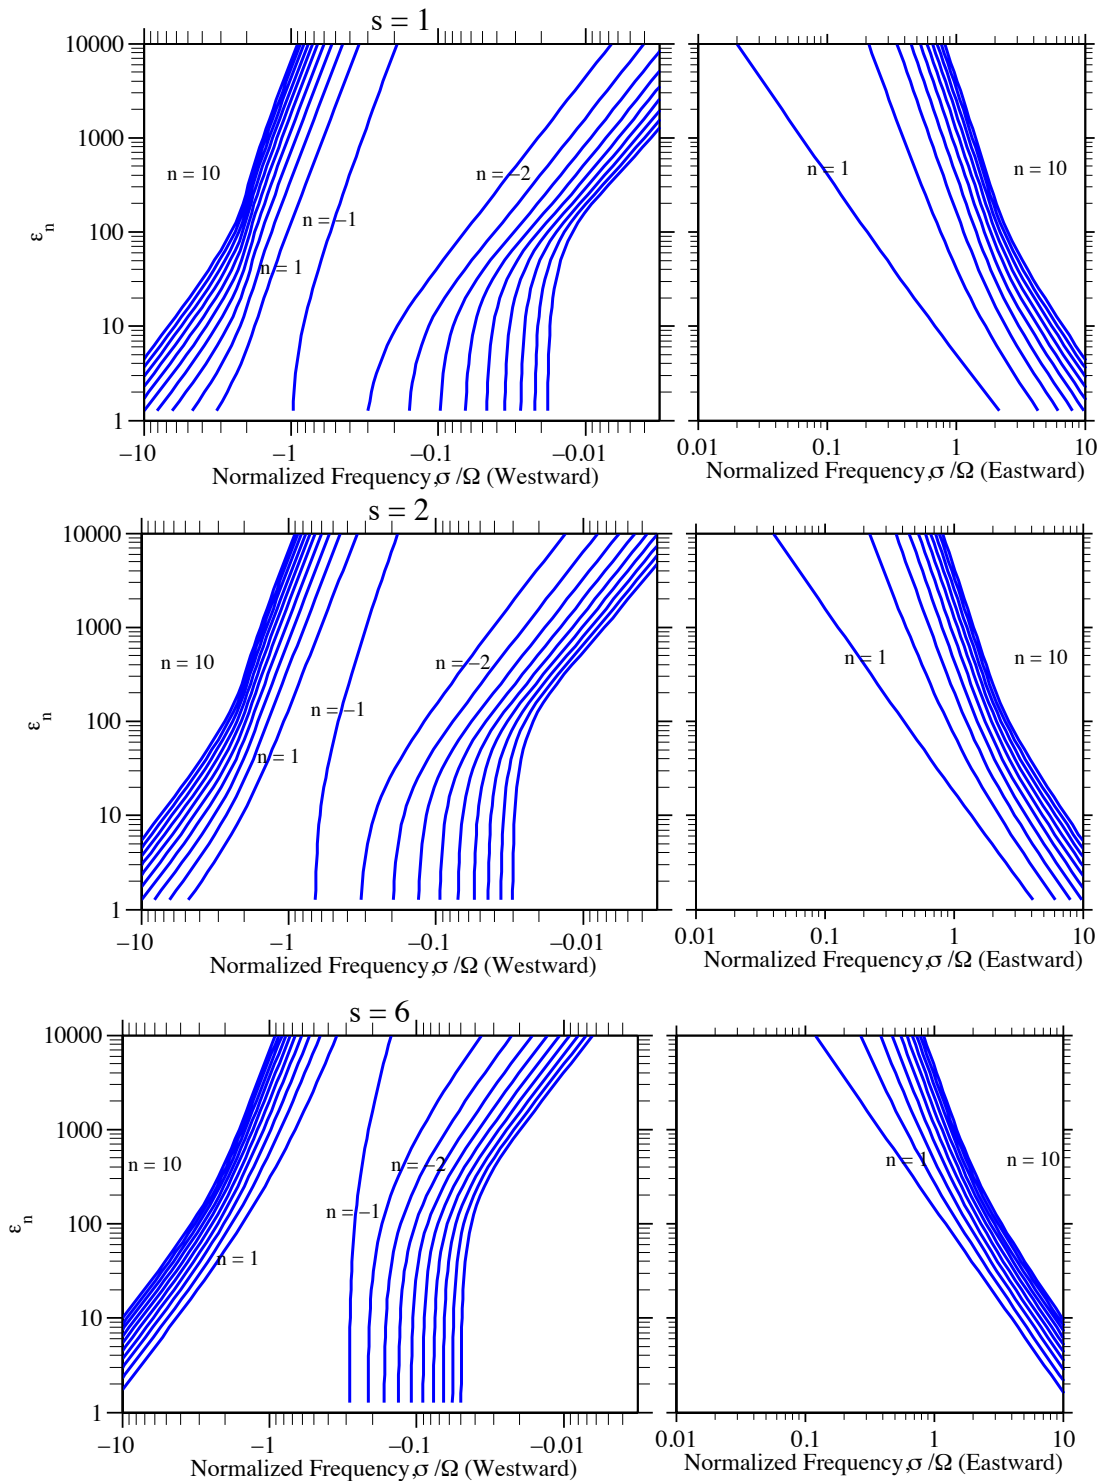 s = 1
10000
1000
100
10
1
εn
n = 10
n = 1
n = −1
n = −2
n = 1
n = 10
−10 −1 −0.1 −0.01
0.01 0.1 1 10
Normalized Frequency,σ /Ω (Westward)
Normalized Frequency,σ /Ω (Eastward)
s = 2
10000
1000
100
10
1
εn
n = 10
n = 1
n = −1
n = −2
n = 1
n = 10
−10 −1 −0.1 −0.01
0.01 0.1 1 10
Normalized Frequency,σ /Ω (Westward)
Normalized Frequency,σ /Ω (Eastward)
s = 6
10000
1000
100
10
1
εn
n = 10
n = 1
n = −1
n = −2
n = 1
n = 10
−10 −1 −0.1 −0.01
0.01 0.1 1 10
Normalized Frequency,σ /Ω (Westward)
Normalized Frequency,σ /Ω (Eastward)